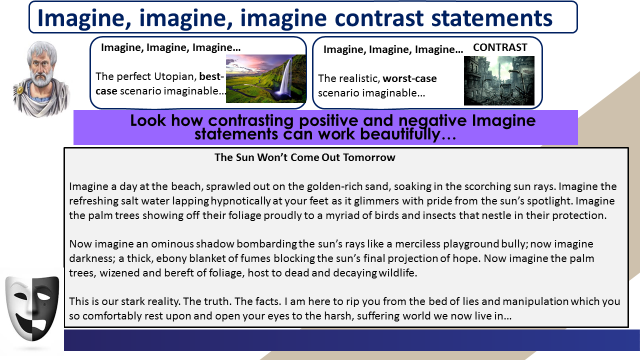 Imagine, imagine, imagine contrast statements
Imagine, Imagine, Imagine…
The perfect Utopian, best-
case scenario imaginable…
Imagine, Imagine, Imagine…
CONTRAST
The realistic, worst-case
scenario imaginable…
Look how contrasting positive and negative Imagine
statements can work beautifully…
The Sun Won’t Come Out Tomorrow
Imagine a day at the beach, sprawled out on the golden-rich sand, soaking in the scorching sun rays. Imagine the
refreshing salt water lapping hypnotically at your feet as it glimmers with pride from the sun’s spotlight. Imagine
the palm trees showing off their foliage proudly to a myriad of birds and insects that nestle in their protection.
Now imagine an ominous shadow bombarding the sun’s rays like a merciless playground bully; now imagine
darkness; a thick, ebony blanket of fumes blocking the sun’s final projection of hope. Now imagine the palm
trees, wizened and bereft of foliage, host to dead and decaying wildlife.
This is our stark reality. The truth. The facts. I am here to rip you from the bed of lies and manipulation which you
so comfortably rest upon and open your eyes to the harsh, suffering world we now live in…